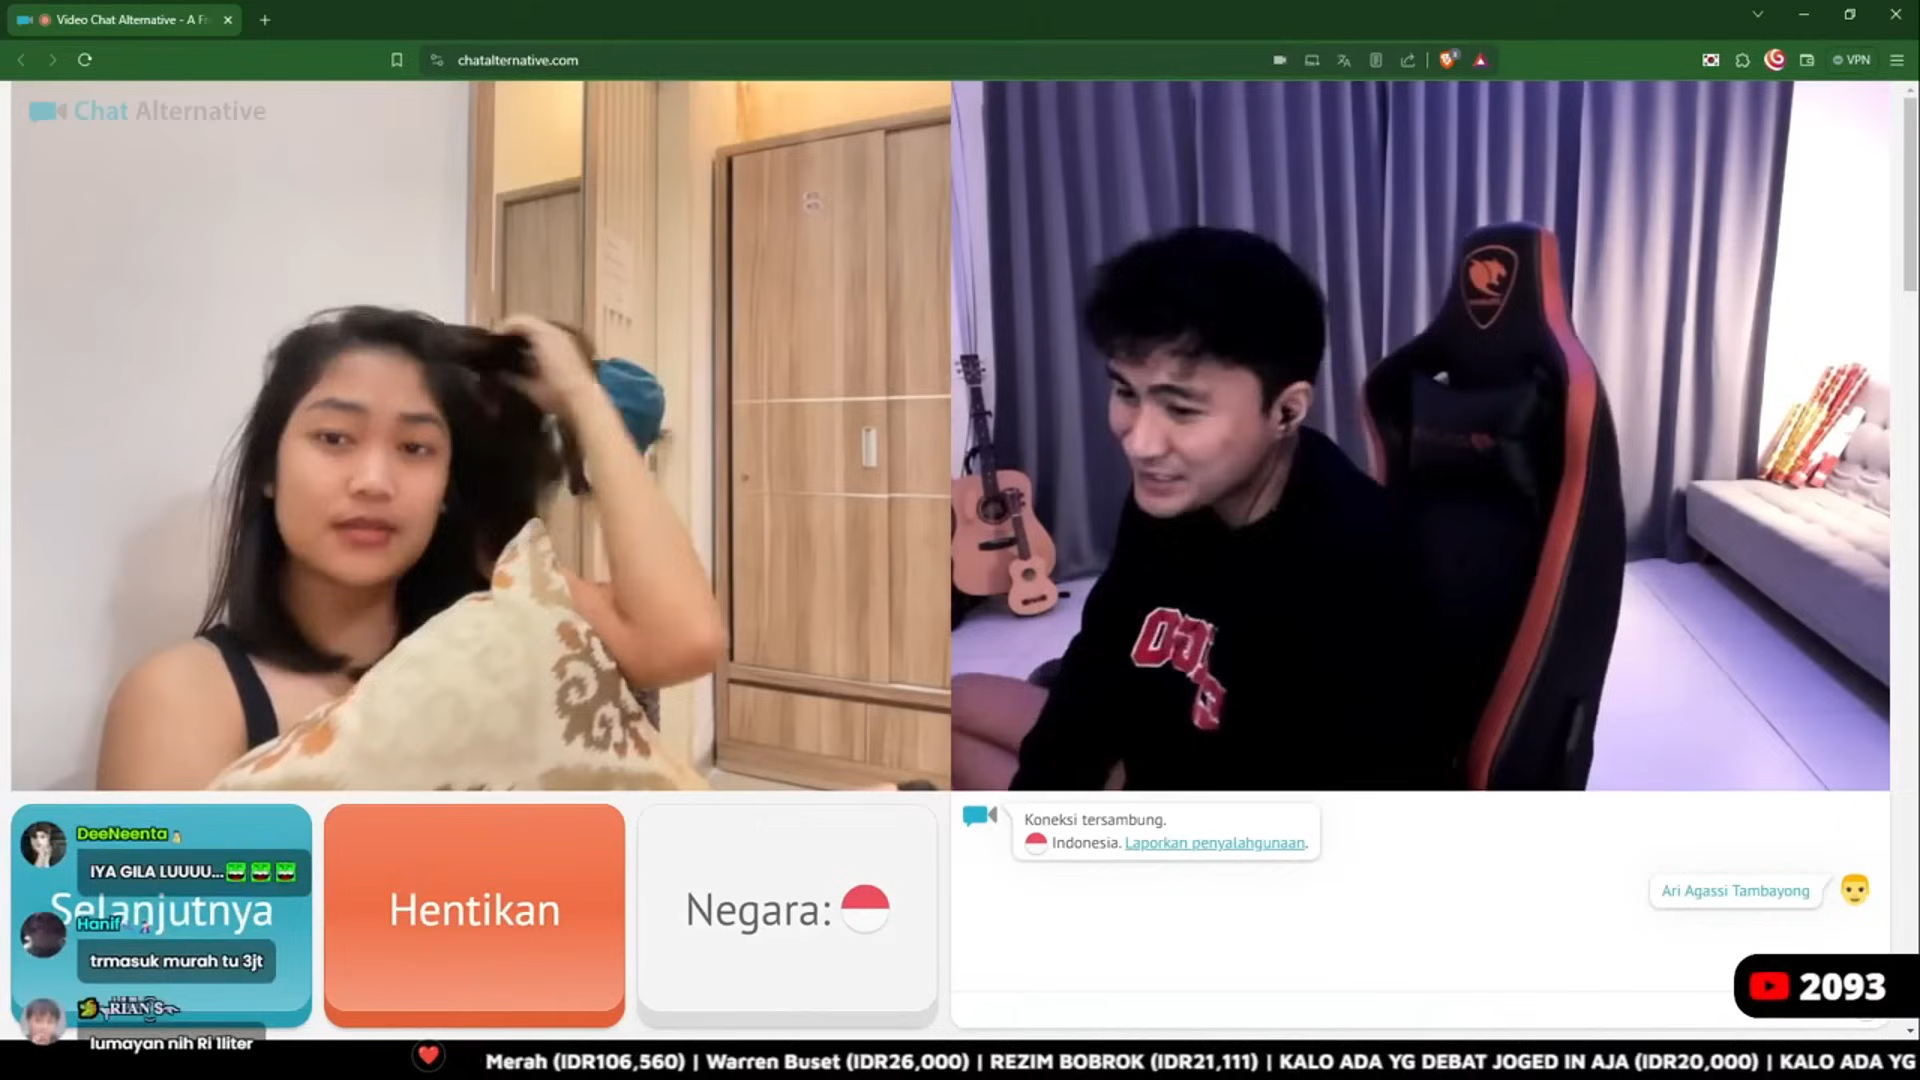 Video Chat Alternative - A Fr
chatalternative.com
VPN
Chat Alternative
DeeNeenta
IYA GILA LUUUU...
Selanjutnya
Hanif
trmasuk murah tu 3jt
RIAN'S
lumayan nih Ri 1liter
Hentikan
Negara:
Koneksi tersambung.
Indonesia. Laporkan penyalahgunaan.
Ari Agassi Tambayong
2093
Merah (IDR106,560) | Warren Buset (IDR26,000) | REZIM BOBROK (IDR21,111) | KALO ADA YG DEBAT JOGED IN AJA (IDR20,000) | KALO ADA YG